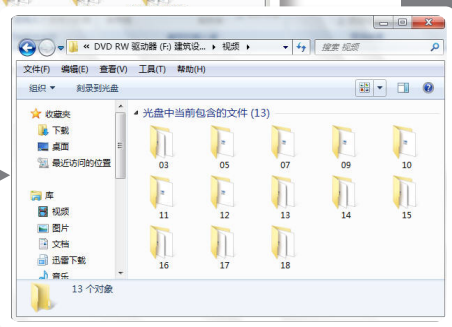 « DVD RW 驱动器 (F:) 建筑设... ▸ 视频 ▸
搜索 视频
文件(F) 编辑(E) 查看(V) 工具(T) 帮助(H)
组织 ▼ 刻录到光盘
收藏夹
下载
桌面
最近访问的位置
库
视频
图片
文档
迅雷下载
音乐
光盘中当前包含的文件 (13)
03 05 07 09 10
11 12 13 14 15
16 17 18
13 个对象